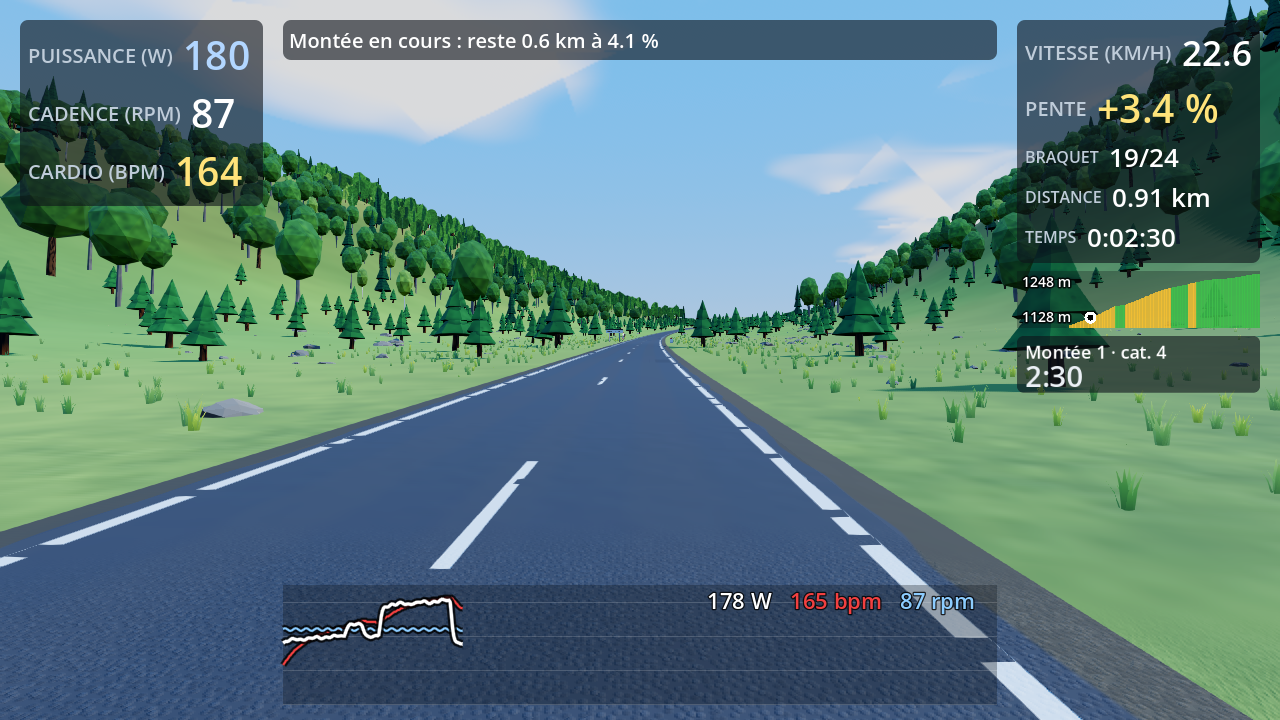 PUISSANCE (W) 180
CADENCE (RPM) 87
CARDIO (BPM) 164
Montée en cours : reste 0.6 km à 4.1 %
VITESSE (KM/H) 22.6
PENTE +3.4 %
BRAQUET 19/24
DISTANCE 0.91 km
TEMPS 0:02:30
1248 m
1128 m
Montée 1 · cat. 4
2:30
178 W 165 bpm 87 rpm